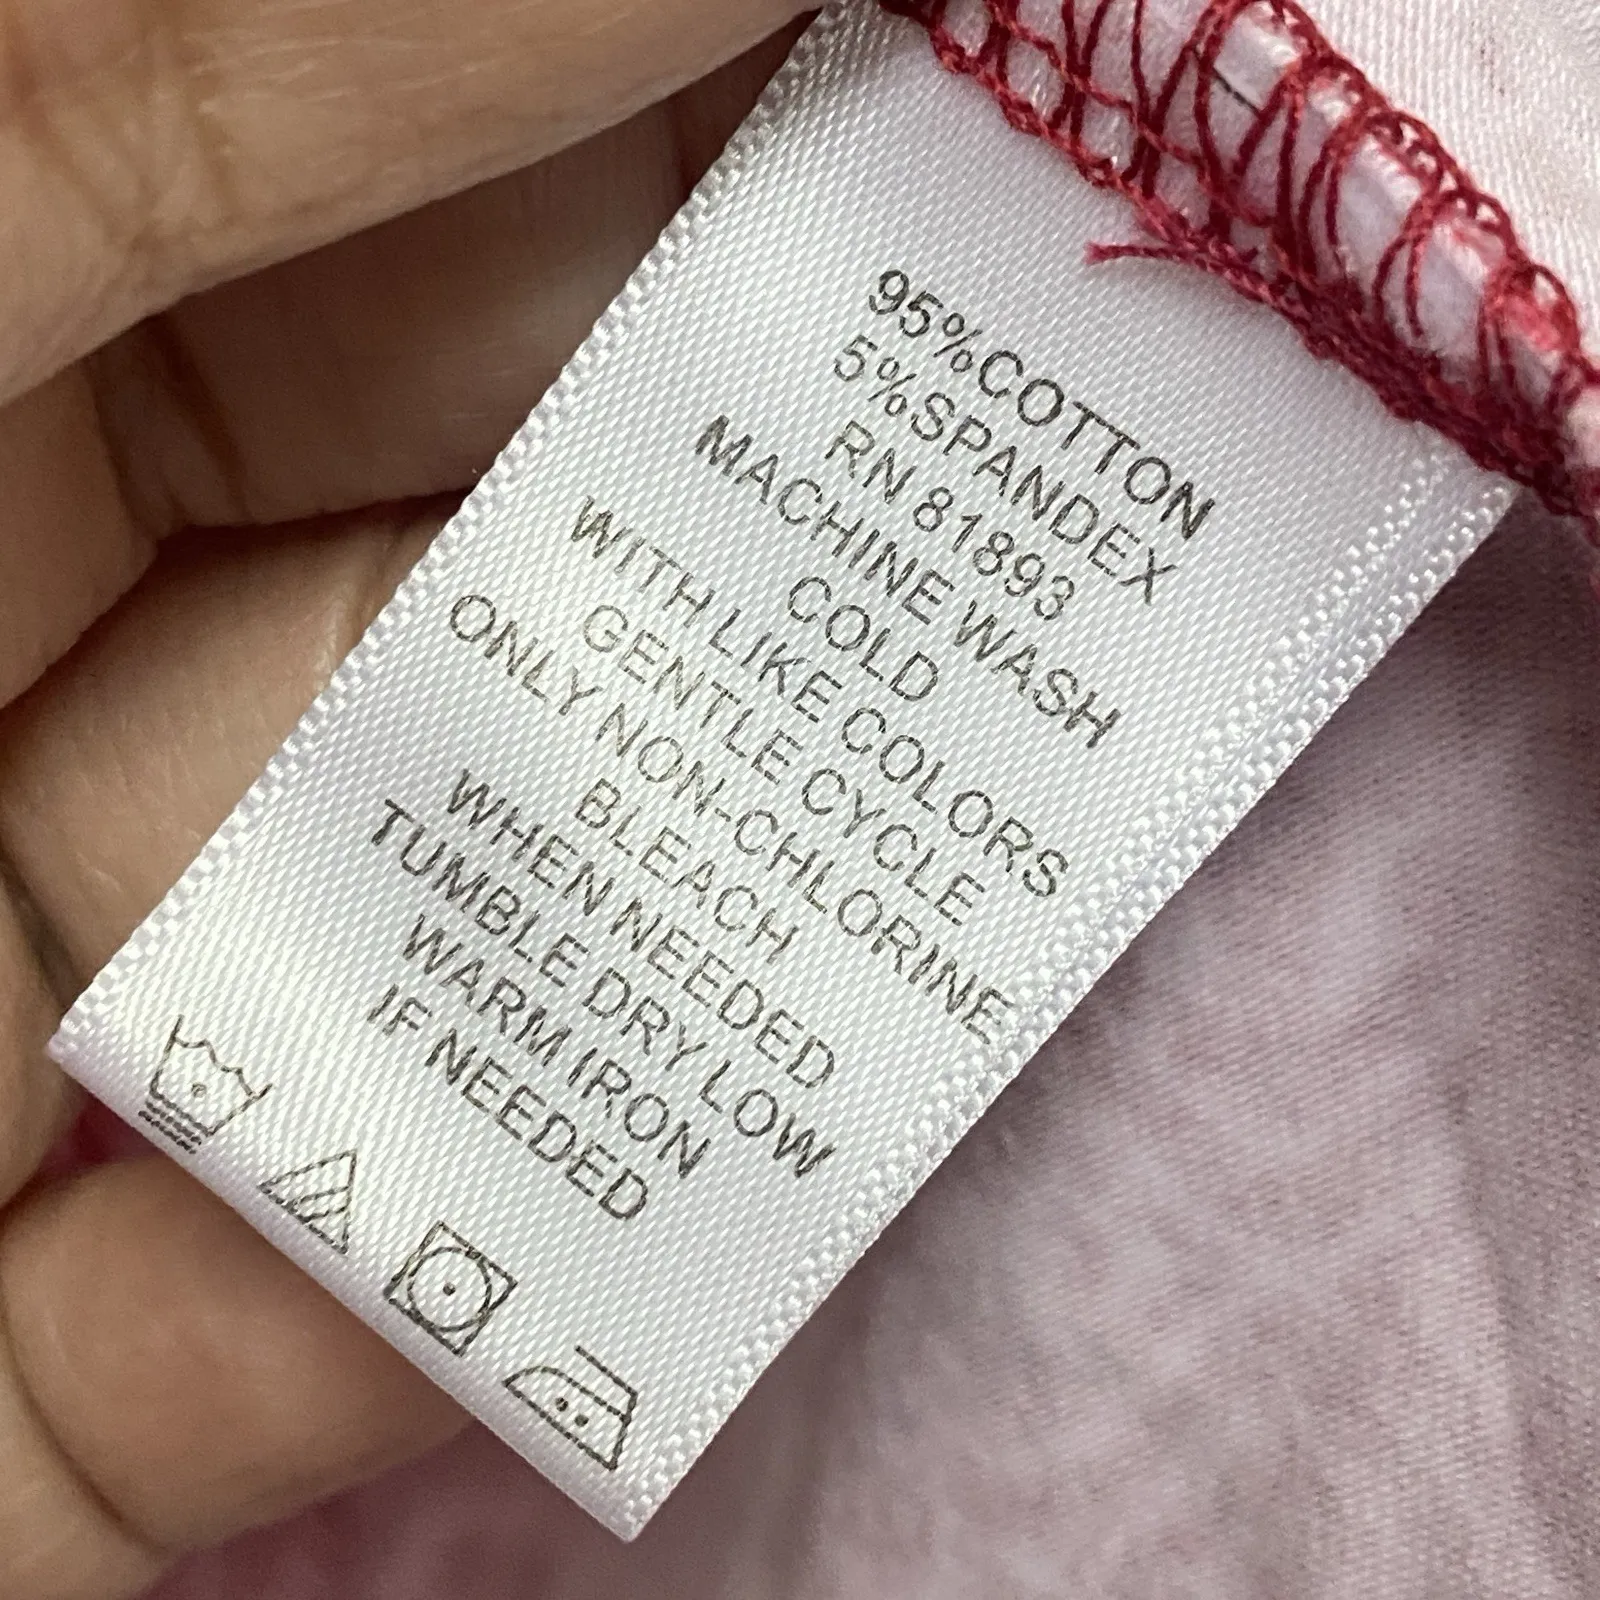 95%COTTON
5%SPANDEX
RN 81893
MACHINE WASH
COLD
WITH LIKE COLORS
GENTLE CYCLE
ONLY NON-CHLORINE
BLEACH
WHEN NEEDED
TUMBLE DRY LOW
WARM IRON
IF NEEDED